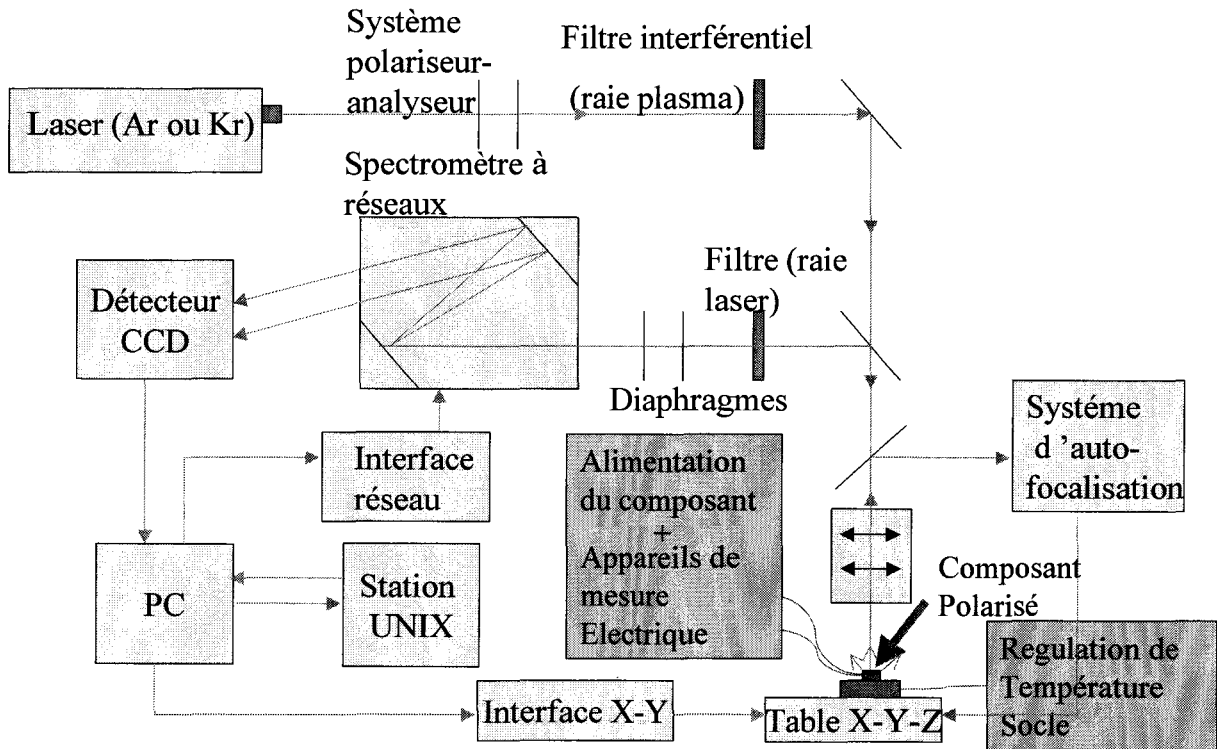 Système
polariseur-
analyseur
Filtre interférentiel
(raie plasma)
Laser (Ar ou Kr)
Spectromètre à
réseaux
Filtre (raie
laser)
Détecteur
CCD
Diaphragmes
Systéme
d 'auto-
focalisation
Interface
réseau
Alimentation
du composant
+
Appareils de
mesure
Electrique
PC
Station
UNIX
Composant
Polarisé
Regulation de
Température
Socle
Interface X-Y
Table X-Y-Z